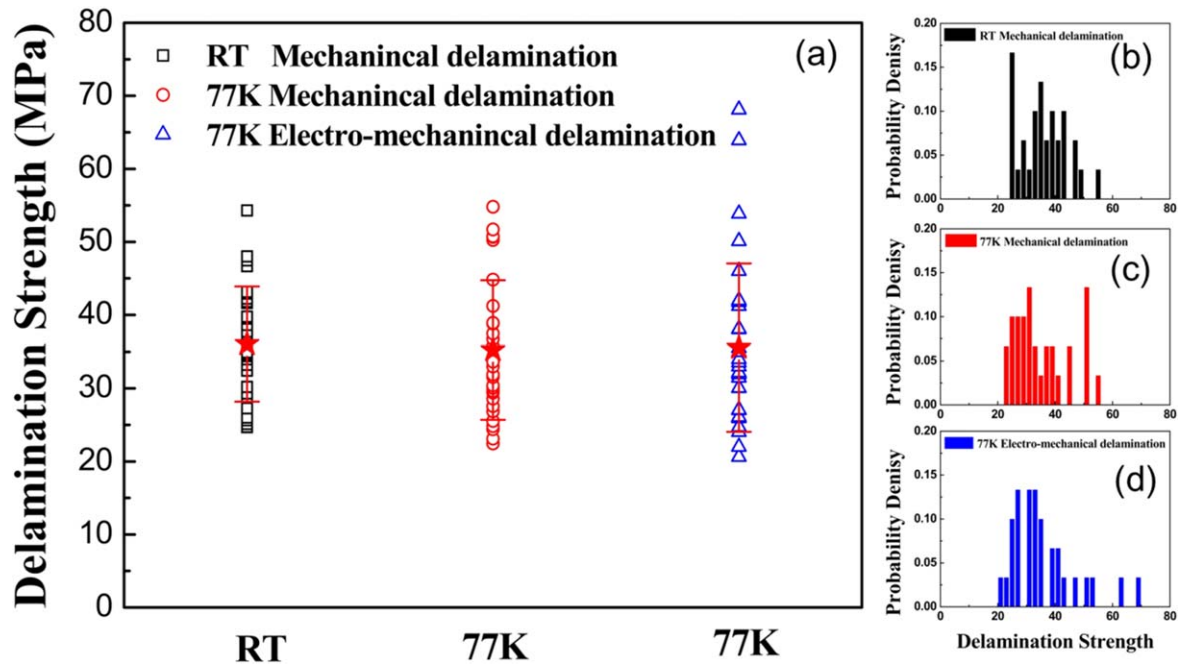 Delamination Strength (MPa)
80
70
60
50
40
30
20
10
0
RT Mechanincal delamination
77K Mechanincal delamination
77K Electro-mechanincal delamination
(a)
RT
77K
77K
Probability Denisy
0.20
0.15
0.10
0.05
0.00
RT Mechanical delamination
(b)
0
20
40
60
80
Probability Denisy
0.20
0.15
0.10
0.05
0.00
77K Mechanical delamination
(c)
0
20
40
60
80
Probability Denisy
0.20
0.15
0.10
0.05
0.00
77K Electro-mechanical delamination
(d)
0
20
40
60
80
Delamination Strength